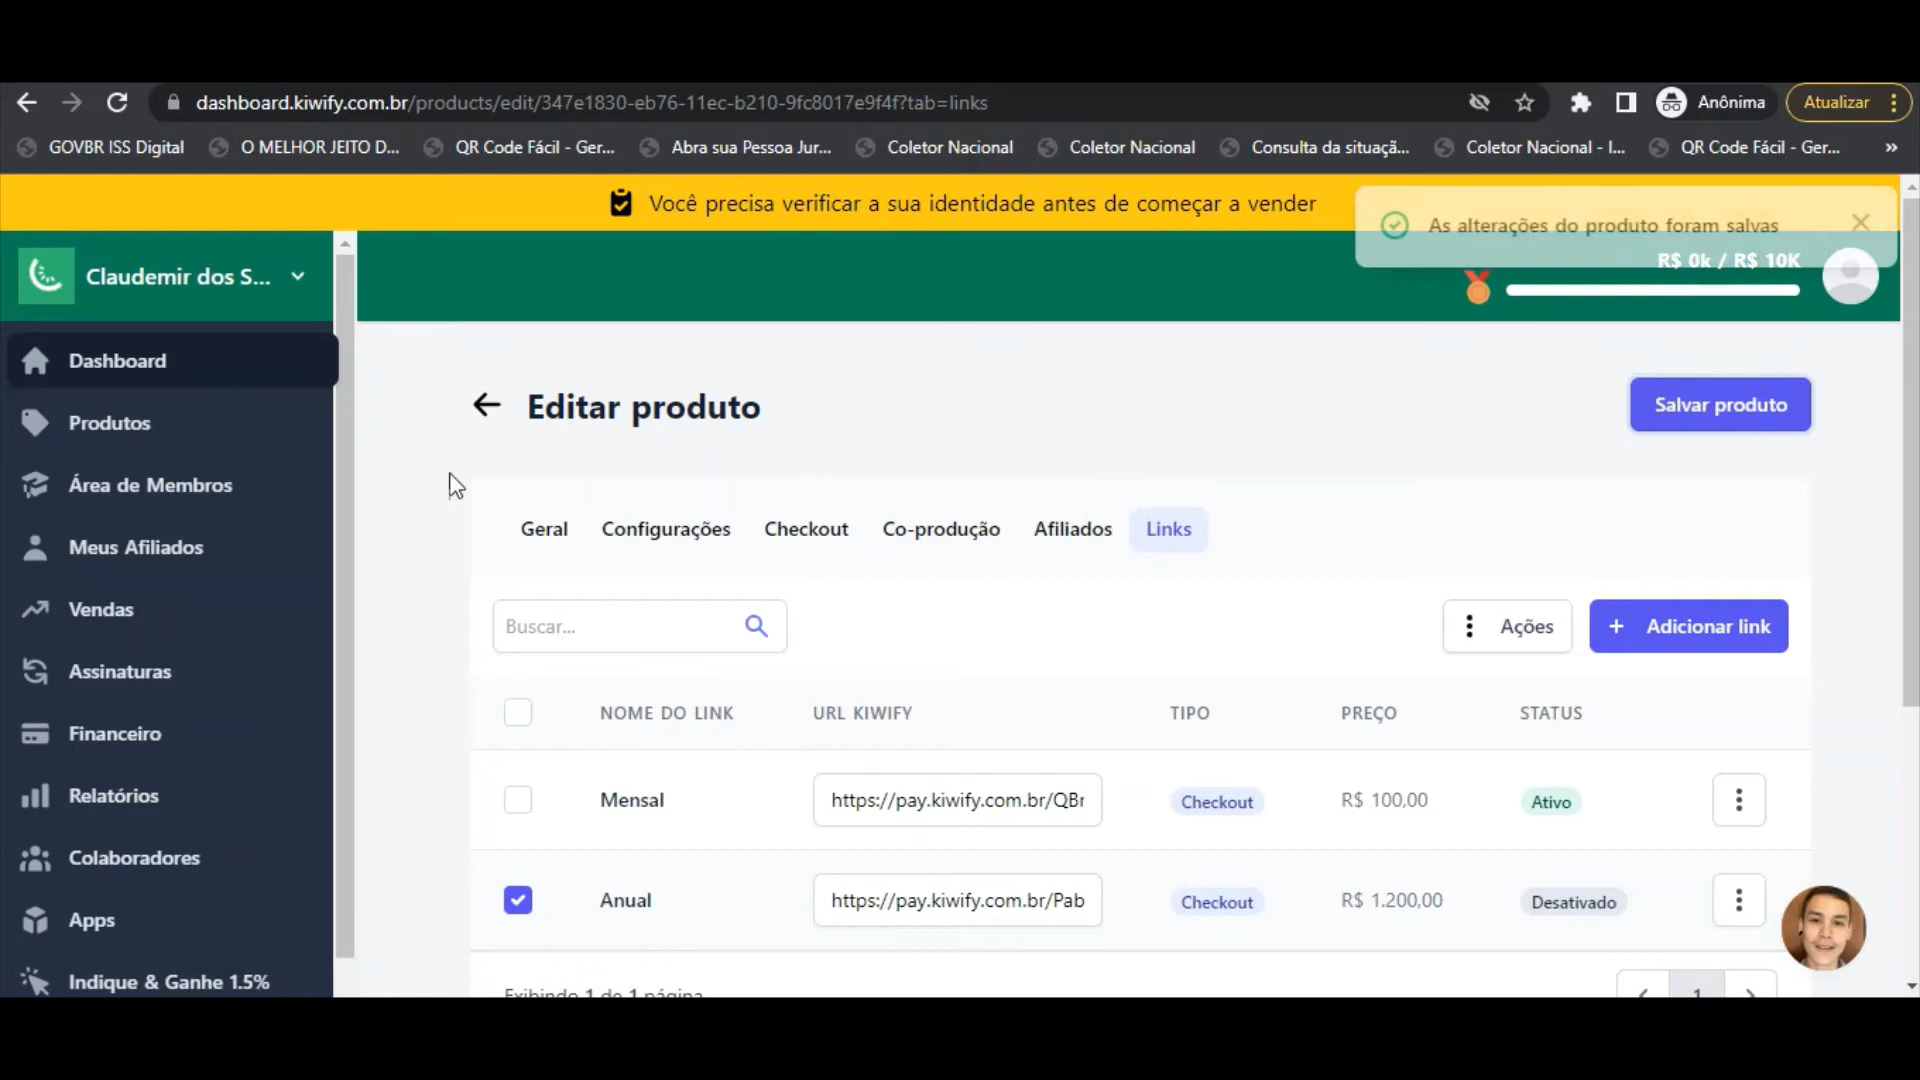 dashboard.kiwify.com.br/products/edit/347e1830-eb76-11ec-b210-9fc8017e9f4f?tab=links
Anônima
Atualizar
GOVBR ISS Digital
O MELHOR JEITO D...
QR Code Fácil - Ger...
Abra sua Pessoa Jur...
Coletor Nacional
Coletor Nacional
Consulta da situaçã...
Coletor Nacional - I...
QR Code Fácil - Ger...
»
Você precisa verificar a sua identidade antes de começar a vender
As alterações do produto foram salvas
R$ 0k / R$ 10K
Claudemir dos S...
Dashboard
Produtos
Área de Membros
Meus Afiliados
Vendas
Assinaturas
Financeiro
Relatórios
Colaboradores
Apps
Indique & Ganhe 1.5%
Editar produto
Salvar produto
Geral
Configurações
Checkout
Co-produção
Afiliados
Links
Buscar...
Ações
+ Adicionar link
NOME DO LINK
URL KIWIFY
TIPO
PREÇO
STATUS
Mensal
https://pay.kiwify.com.br/QBr
Checkout
R$ 100,00
Ativo
Anual
https://pay.kiwify.com.br/Pab
Checkout
R$ 1.200,00
Desativado
Exibindo 1 de 1 página
1